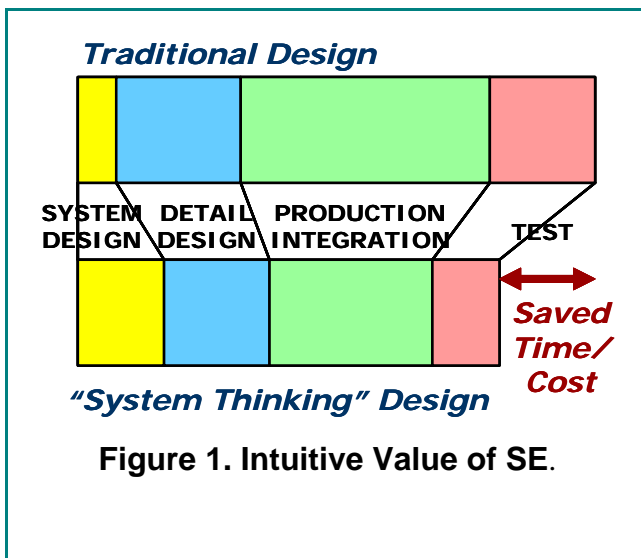 Traditional Design
SYSTEM DETAIL PRODUCTION
DESIGN DESIGN INTEGRATION TEST
Saved
Time/
Cost
“System Thinking” Design
Figure 1. Intuitive Value of SE.